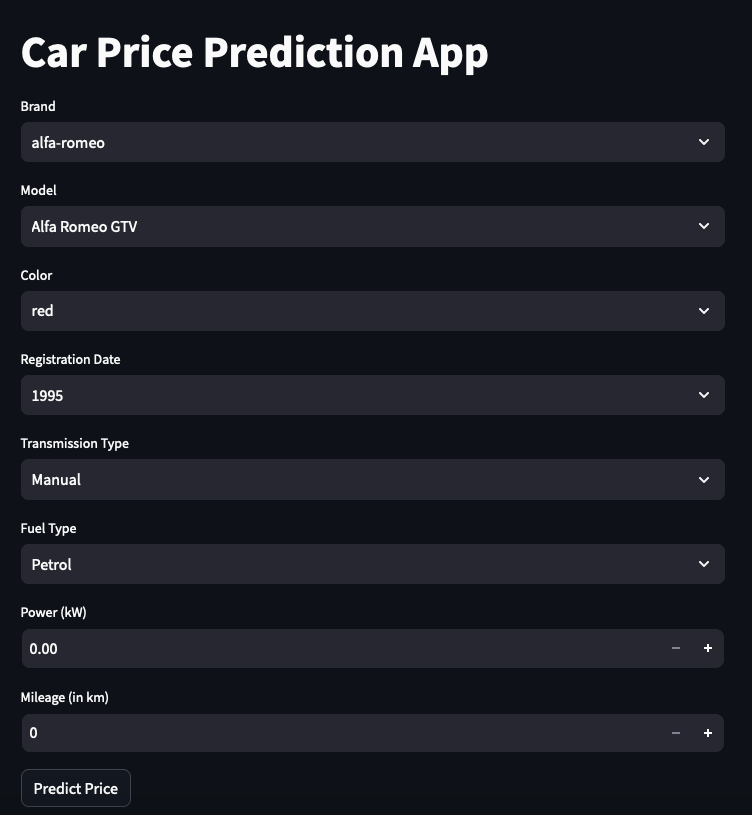 Car Price Prediction App
Brand
alfa-romeo
Model
Alfa Romeo GTV
Color
red
Registration Date
1995
Transmission Type
Manual
Fuel Type
Petrol
Power (kW)
0.00
Mileage (in km)
0
Predict Price